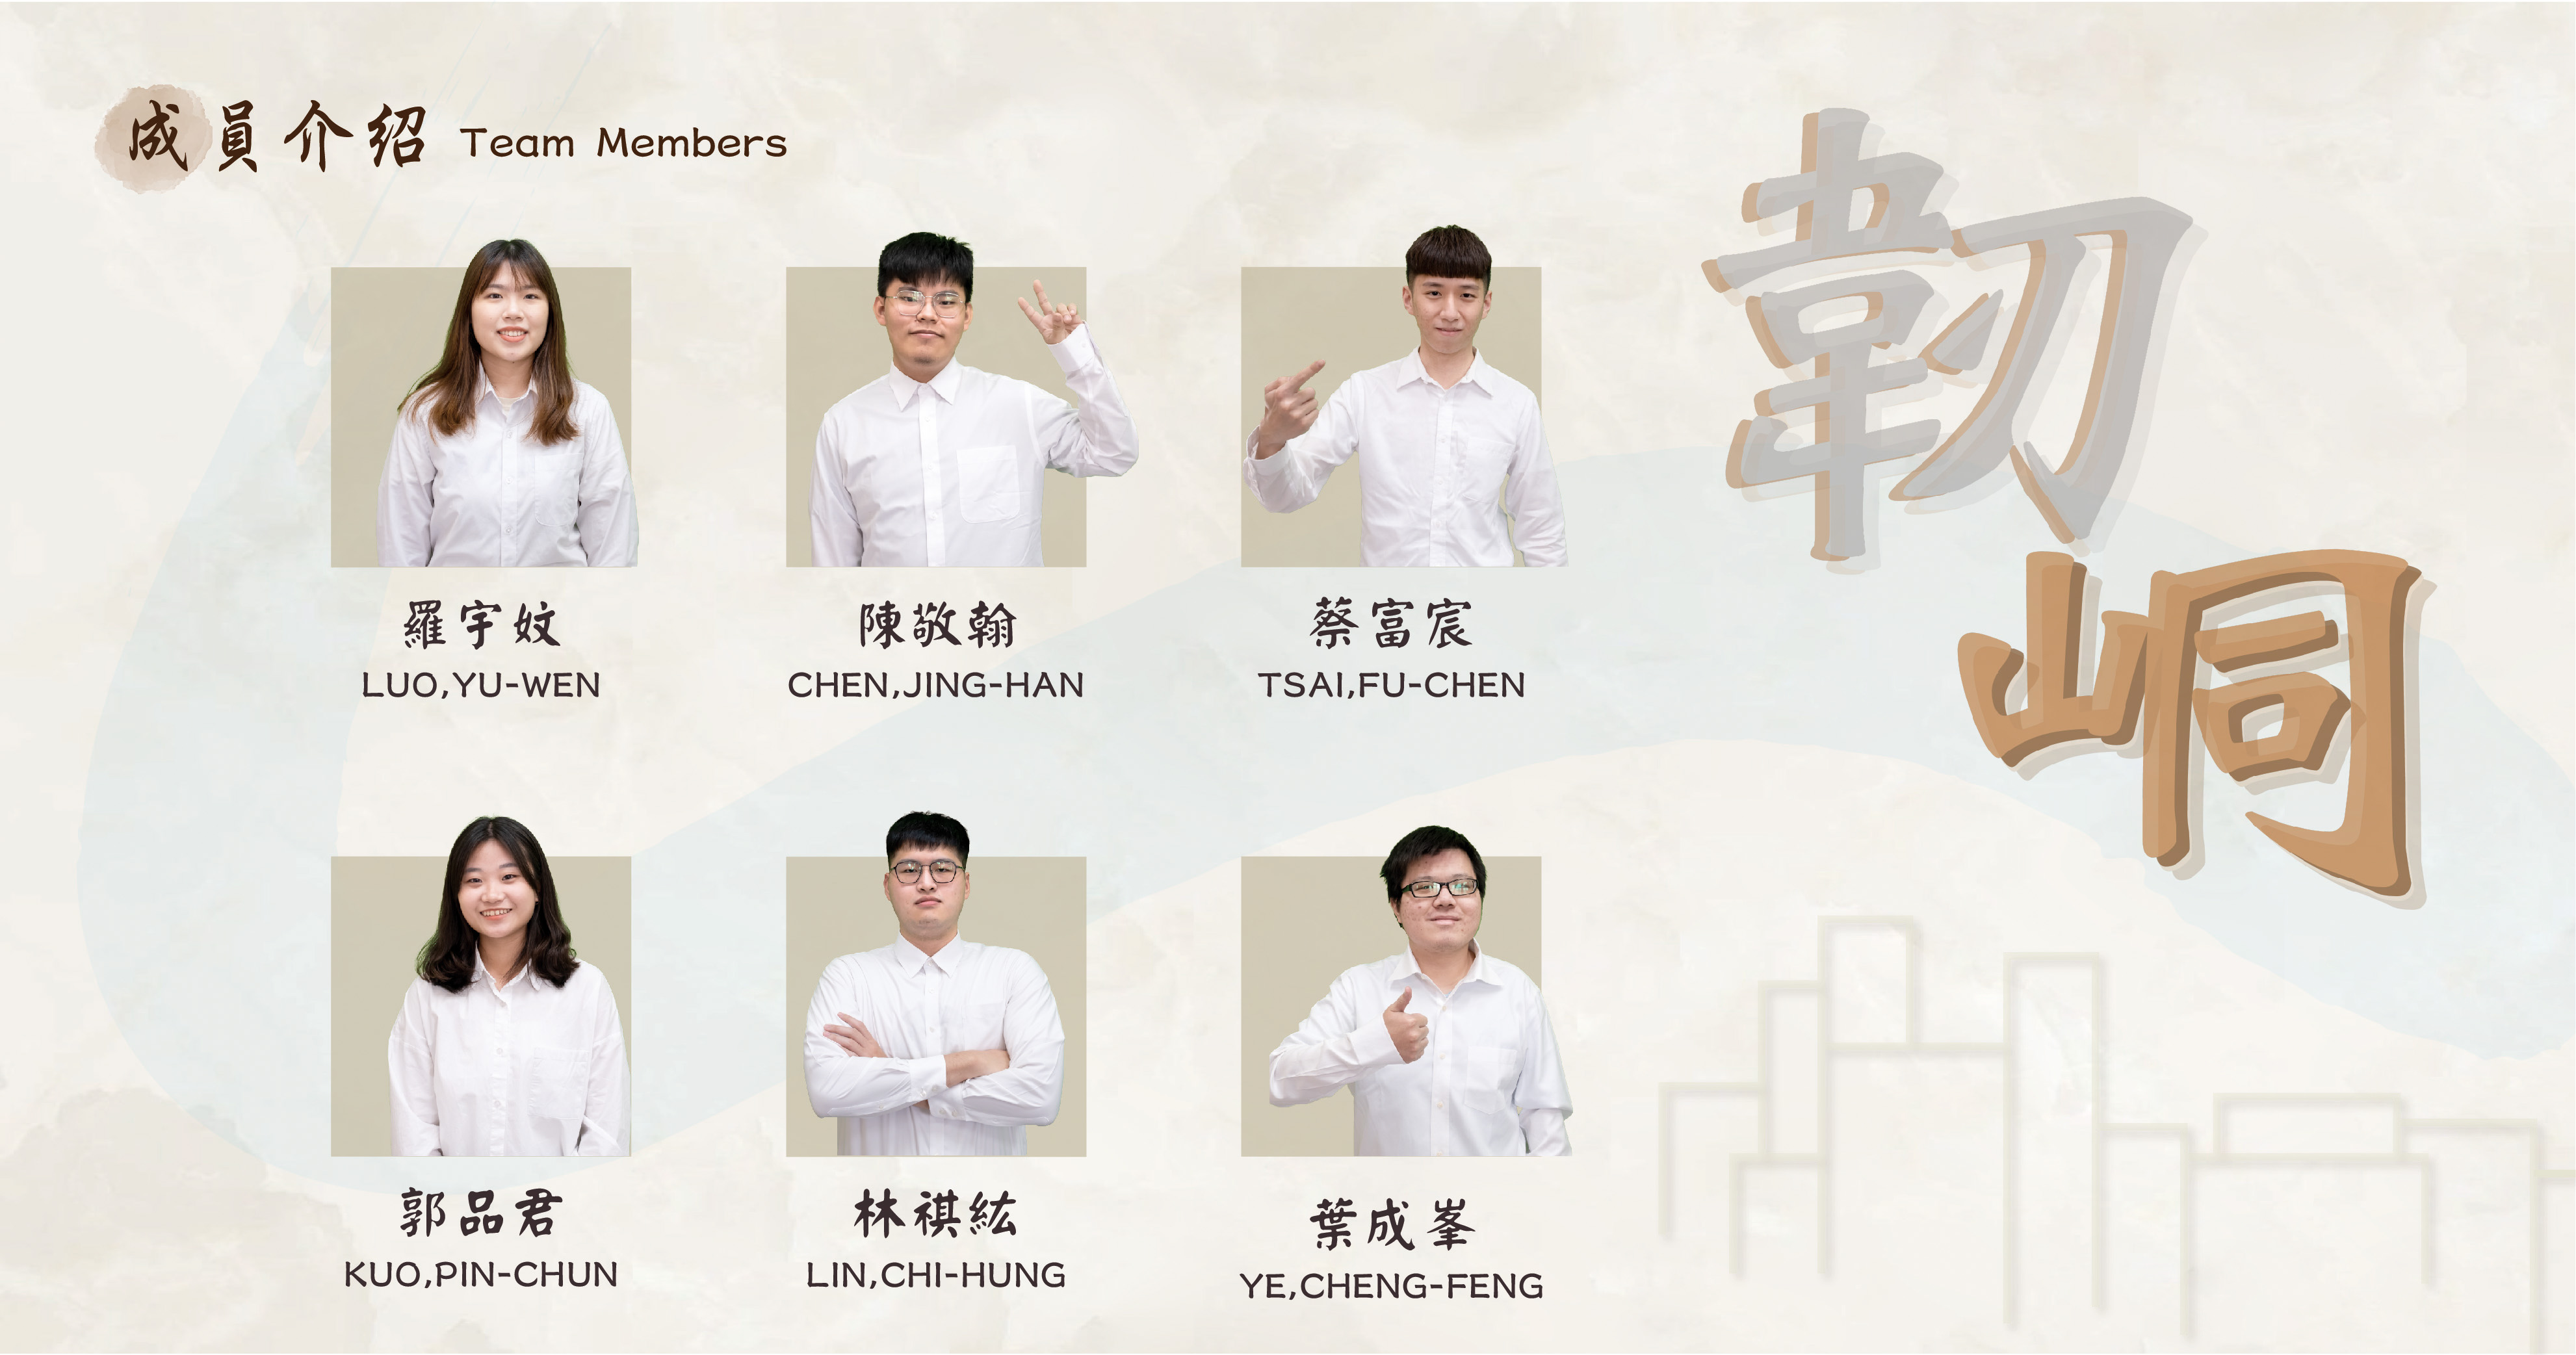 成員介紹 Team Members
韌
峒
羅宇妏
LUO,YU-WEN
陳敬翰
CHEN,JING-HAN
蔡富宸
TSAI,FU-CHEN
郭品君
KUO,PIN-CHUN
林祺紘
LIN,CHI-HUNG
葉成峯
YE,CHENG-FENG